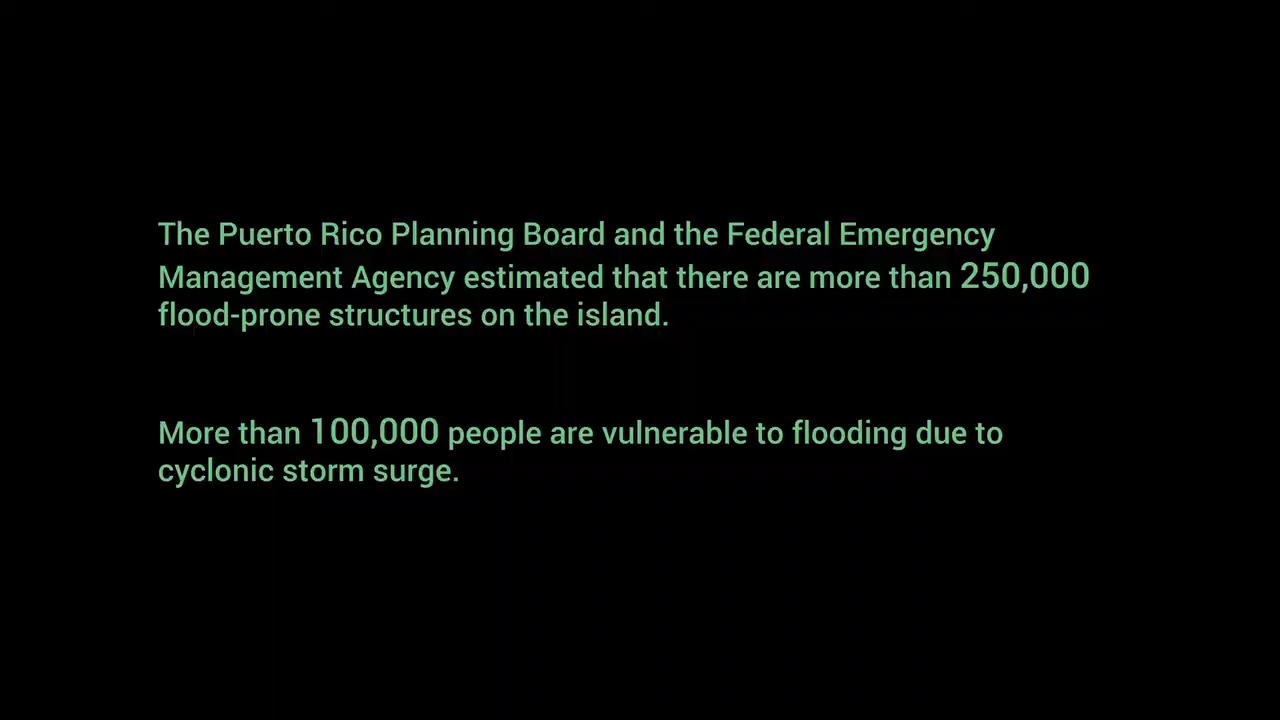 The Puerto Rico Planning Board and the Federal Emergency
Management Agency estimated that there are more than 250,000
flood-prone structures on the island.
More than 100,000 people are vulnerable to flooding due to
cyclonic storm surge.